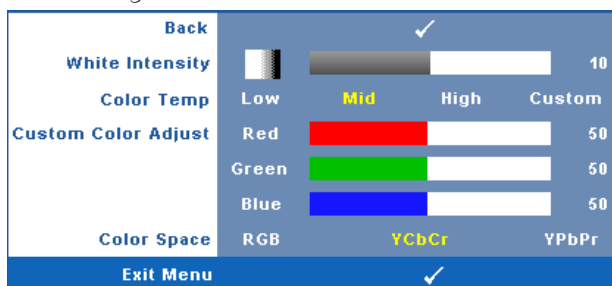 Back
White Intensity 10
Color Temp Low Mid High Custom
Custom Color Adjust Red 50
Green 50
Blue 50
Color Space RGB YCbCr YPbPr
Exit Menu